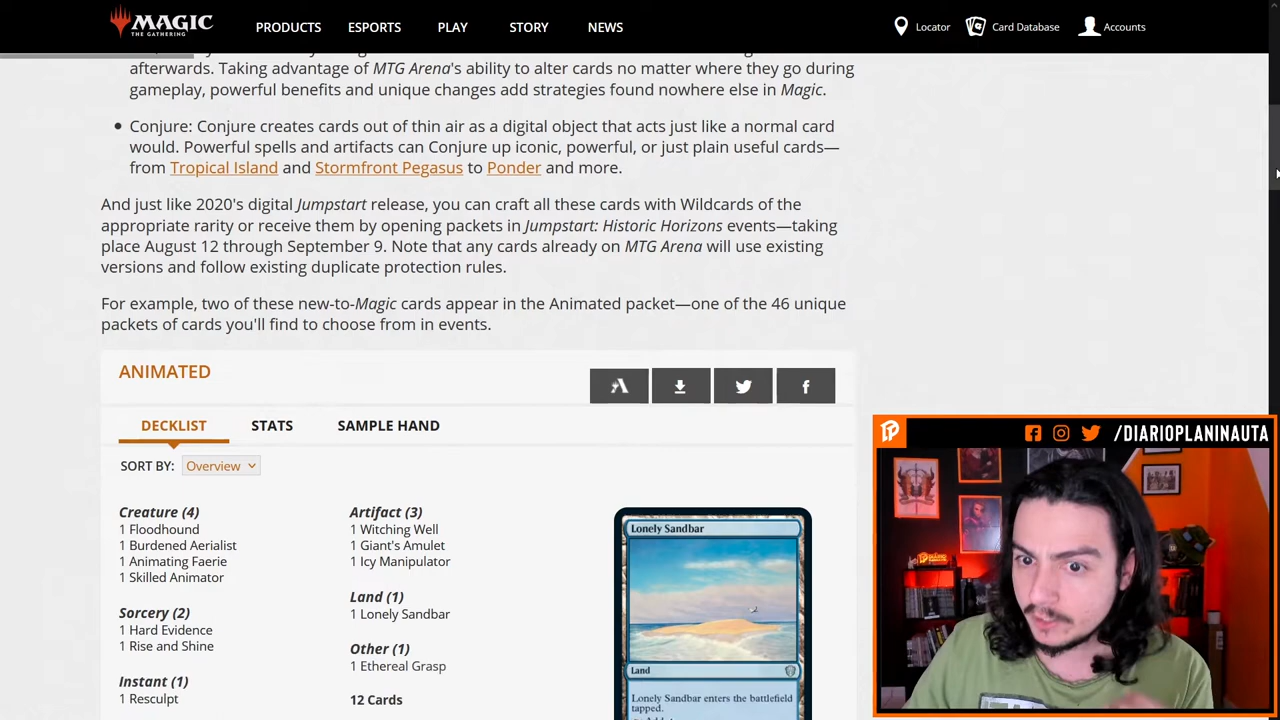 MAGIC
THE GATHERING
PRODUCTS ESPORTS PLAY STORY NEWS
Locator Card Database Accounts
afterwards. Taking advantage of MTG Arena's ability to alter cards no matter where they go during
gameplay, powerful benefits and unique changes add strategies found nowhere else in Magic.
• Conjure: Conjure creates cards out of thin air as a digital object that acts just like a normal card
would. Powerful spells and artifacts can Conjure up iconic, powerful, or just plain useful cards—
from Tropical Island and Stormfront Pegasus to Ponder and more.
And just like 2020's digital Jumpstart release, you can craft all these cards with Wildcards of the
appropriate rarity or receive them by opening packets in Jumpstart: Historic Horizons events—taking
place August 12 through September 9. Note that any cards already on MTG Arena will use existing
versions and follow existing duplicate protection rules.
For example, two of these new-to-Magic cards appear in the Animated packet—one of the 46 unique
packets of cards you'll find to choose from in events.
ANIMATED
DECKLIST STATS SAMPLE HAND
SORT BY: Overview
Creature (4)
1 Floodhound
1 Burdened Aerialist
1 Animating Faerie
1 Skilled Animator
Sorcery (2)
1 Hard Evidence
1 Rise and Shine
Instant (1)
1 Resculpt
Artifact (3)
1 Witching Well
1 Giant's Amulet
1 Icy Manipulator
Land (1)
1 Lonely Sandbar
Other (1)
1 Ethereal Grasp
12 Cards
Lonely Sandbar
Land
Lonely Sandbar enters the battlefield
tapped.
/DIARIOPLANINAUTA